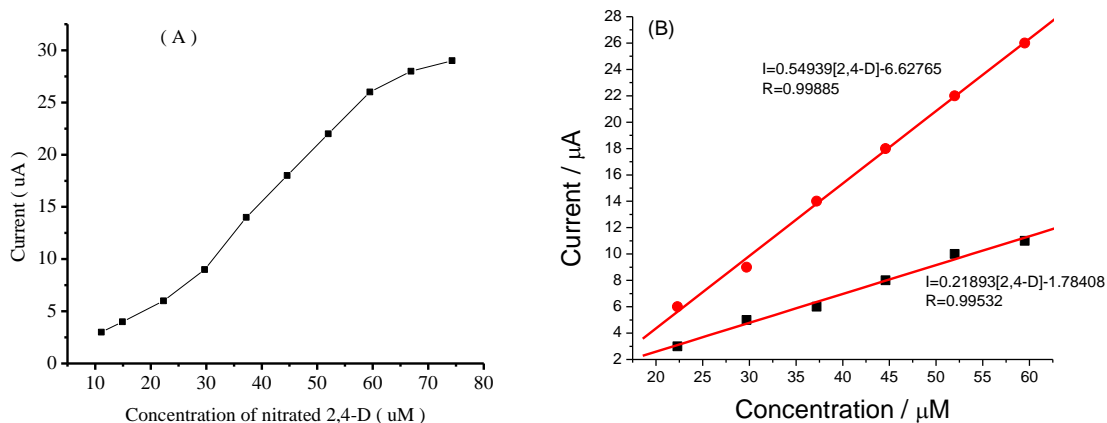 ( A )
30
25
20
15
10
5
0
Current ( uA )
10 20 30 40 50 60 70 80
Concentration of nitrated 2,4-D ( uM )
(B)
28
26
24
22
20
18
16
14
12
10
8
6
4
2
Current / μA
I=0.54939[2,4-D]-6.62765
R=0.99885
I=0.21893[2,4-D]-1.78408
R=0.99532
20 25 30 35 40 45 50 55 60
Concentration / μM